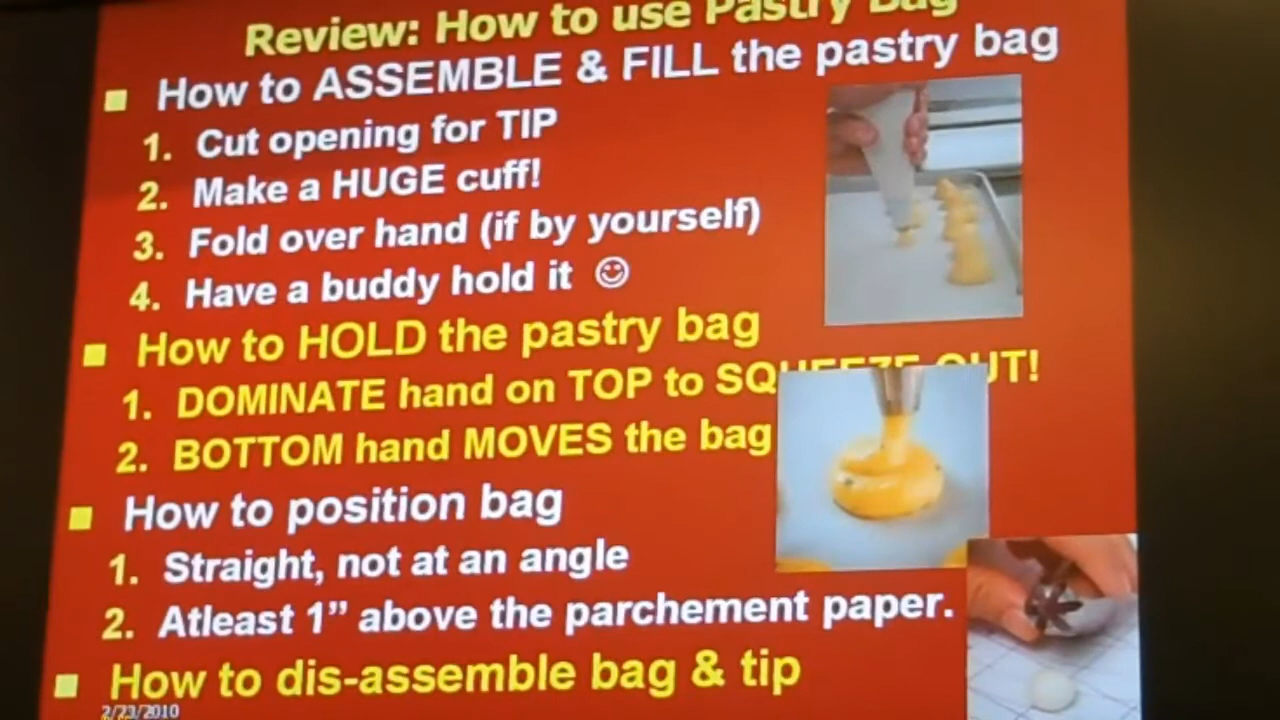 Review: How to use Pastry Bag
■ How to ASSEMBLE & FILL the pastry bag
1. Cut opening for TIP
2. Make a HUGE cuff!
3. Fold over hand (if by yourself)
4. Have a buddy hold it ☺
■ How to HOLD the pastry bag
1. DOMINATE hand on TOP to SQUEEZE OUT!
2. BOTTOM hand MOVES the bag
■ How to position bag
1. Straight, not at an angle
2. Atleast 1” above the parchement paper.
■ How to dis-assemble bag & tip
2/23/2010